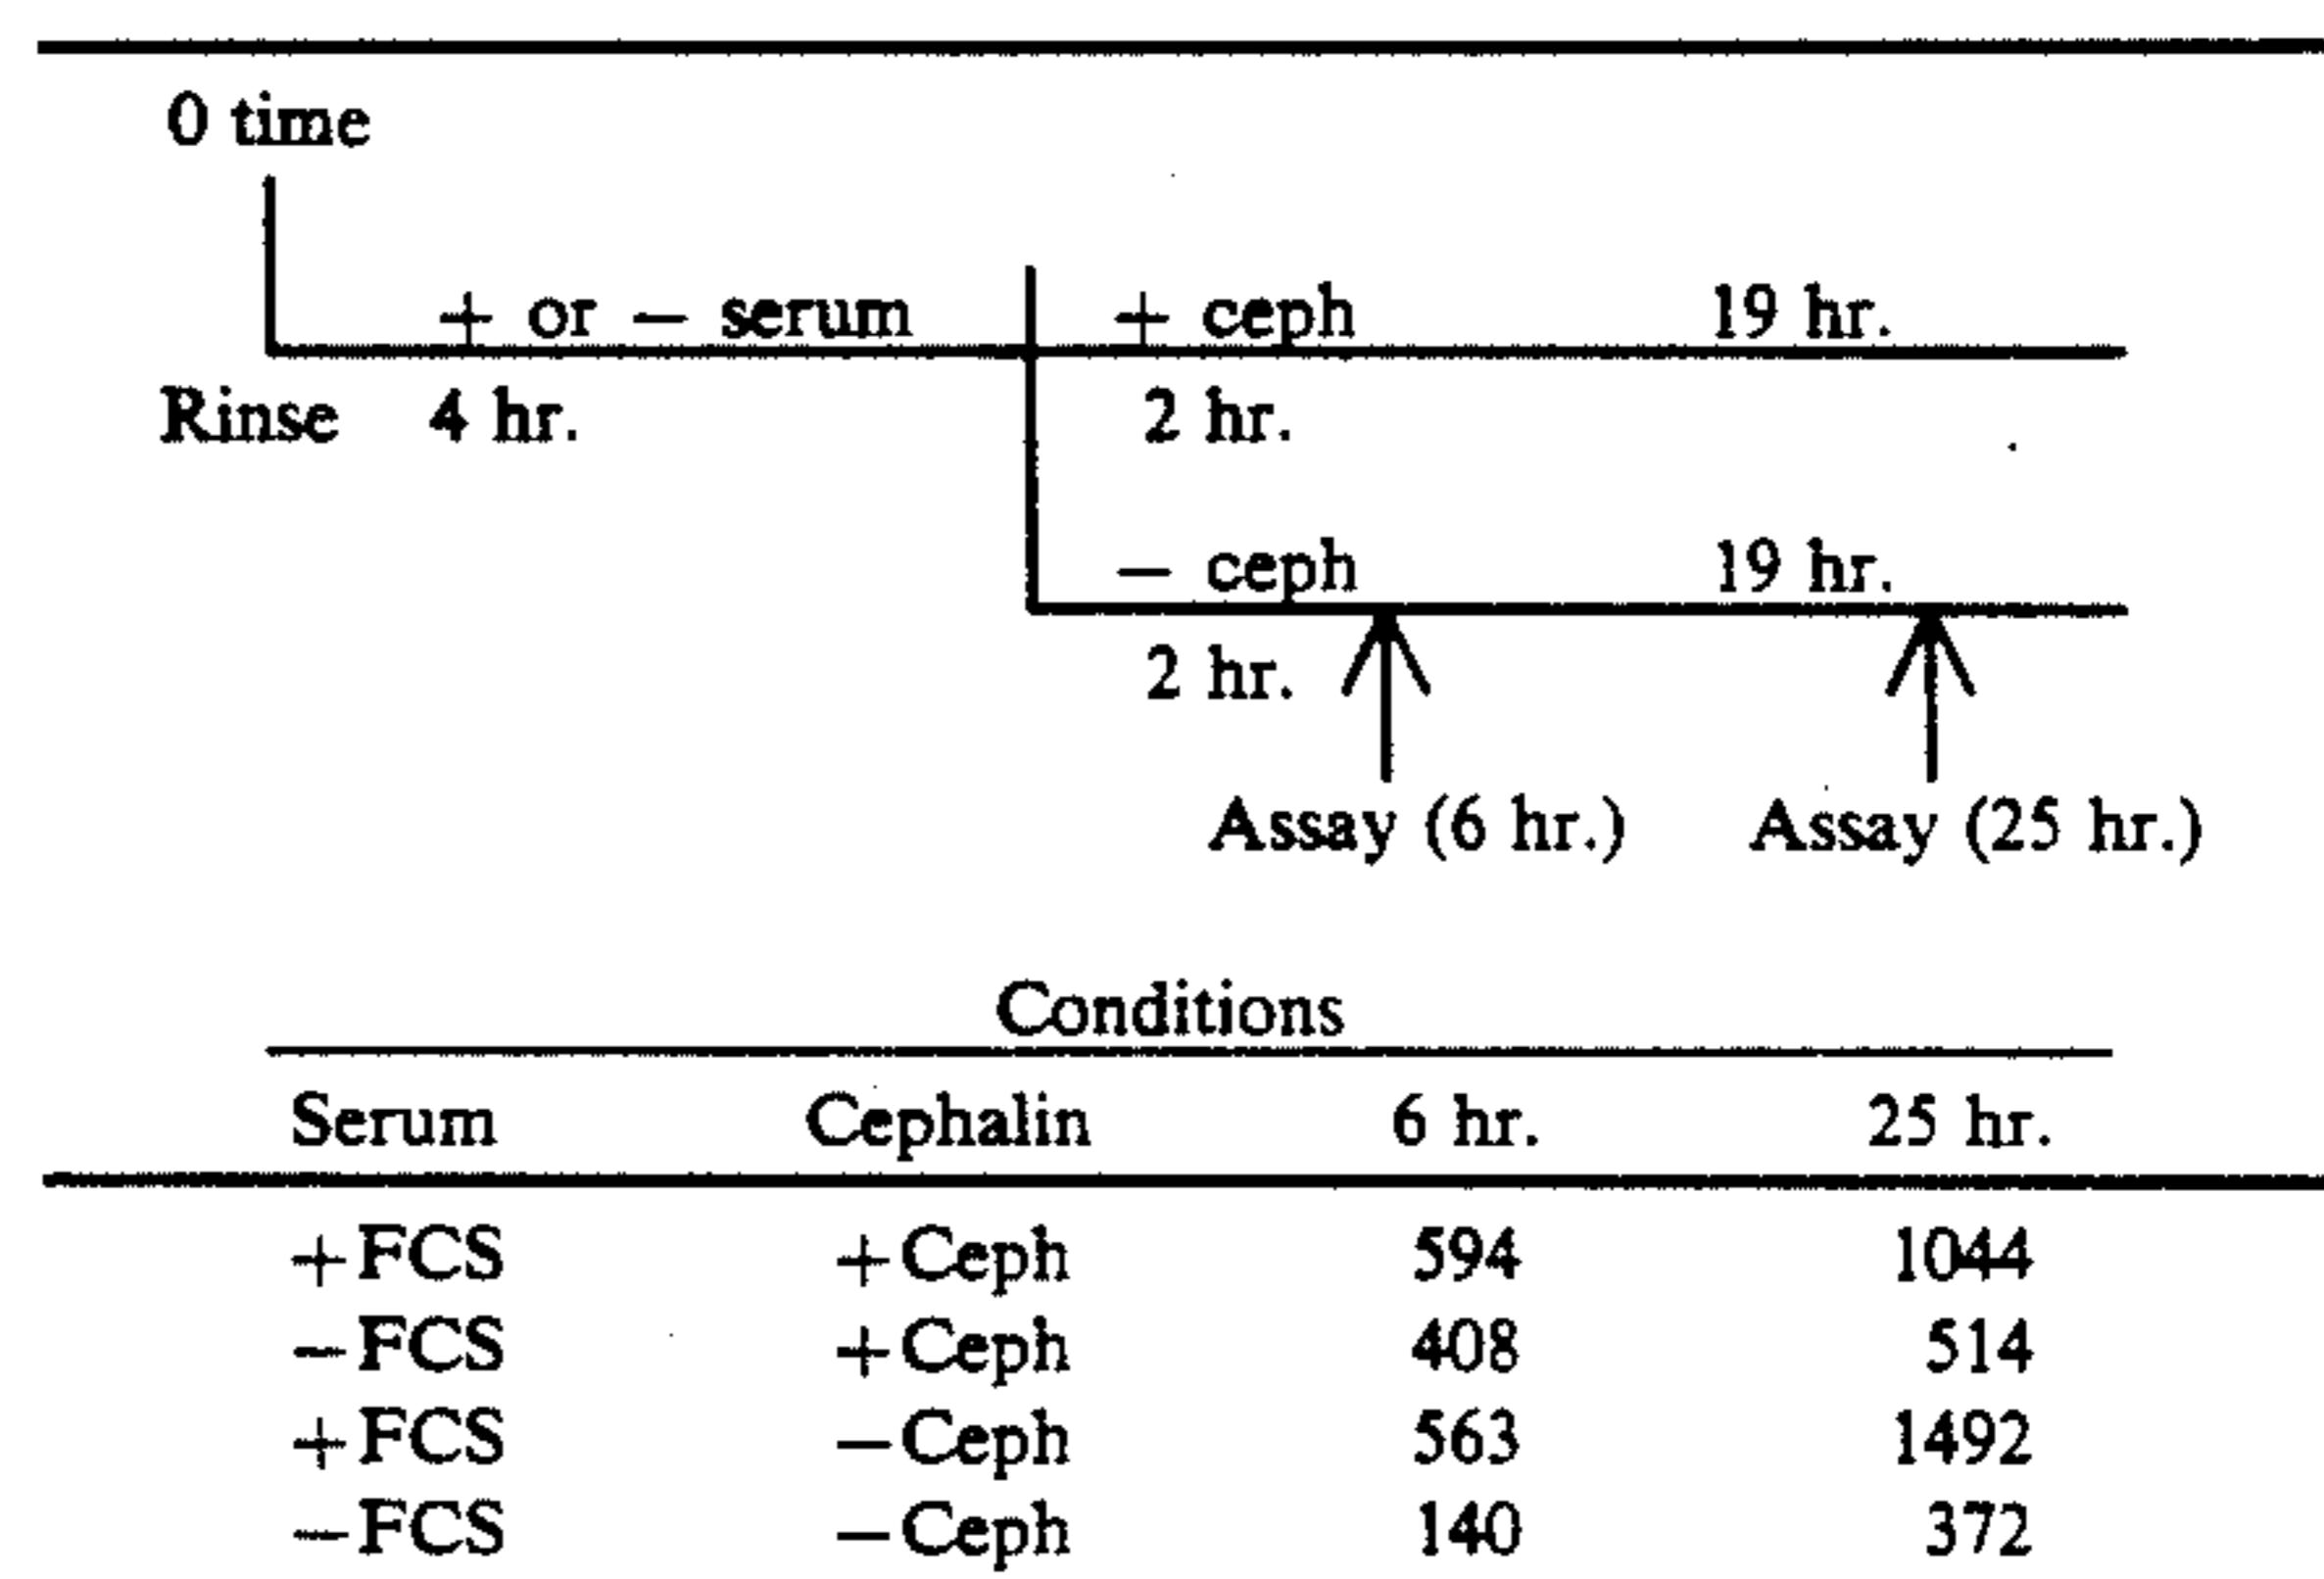 0 time
+ or − serum + ceph 19 hr.
Rinse 4 hr. 2 hr.
− ceph 19 hr.
2 hr.
Assay (6 hr.) Assay (25 hr.)
Conditions
Serum Cephalin 6 hr. 25 hr.
+FCS +Ceph 594 1044
−FCS +Ceph 408 514
+FCS −Ceph 563 1492
−FCS −Ceph 140 372